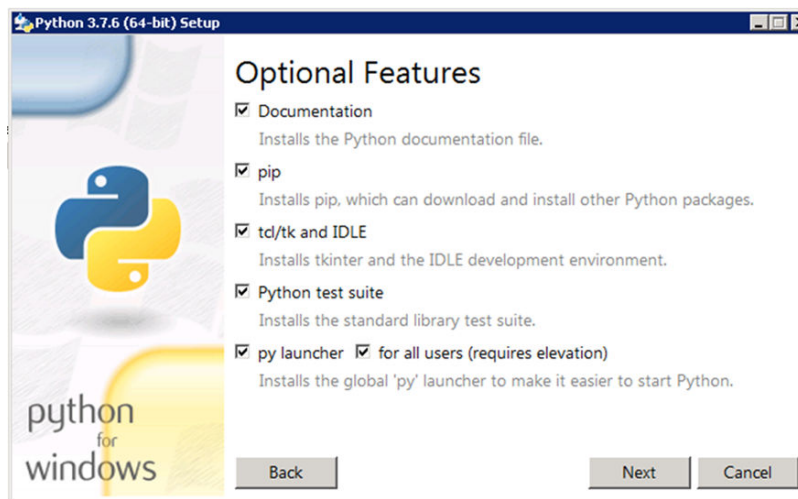 Python 3.7.6 (64-bit) Setup
Optional Features
Documentation
Installs the Python documentation file.
pip
Installs pip, which can download and install other Python packages.
tcl/tk and IDLE
Installs tkinter and the IDLE development environment.
Python test suite
Installs the standard library test suite.
py launcher for all users (requires elevation)
Installs the global 'py' launcher to make it easier to start Python.
python
for
windows
Back Next Cancel